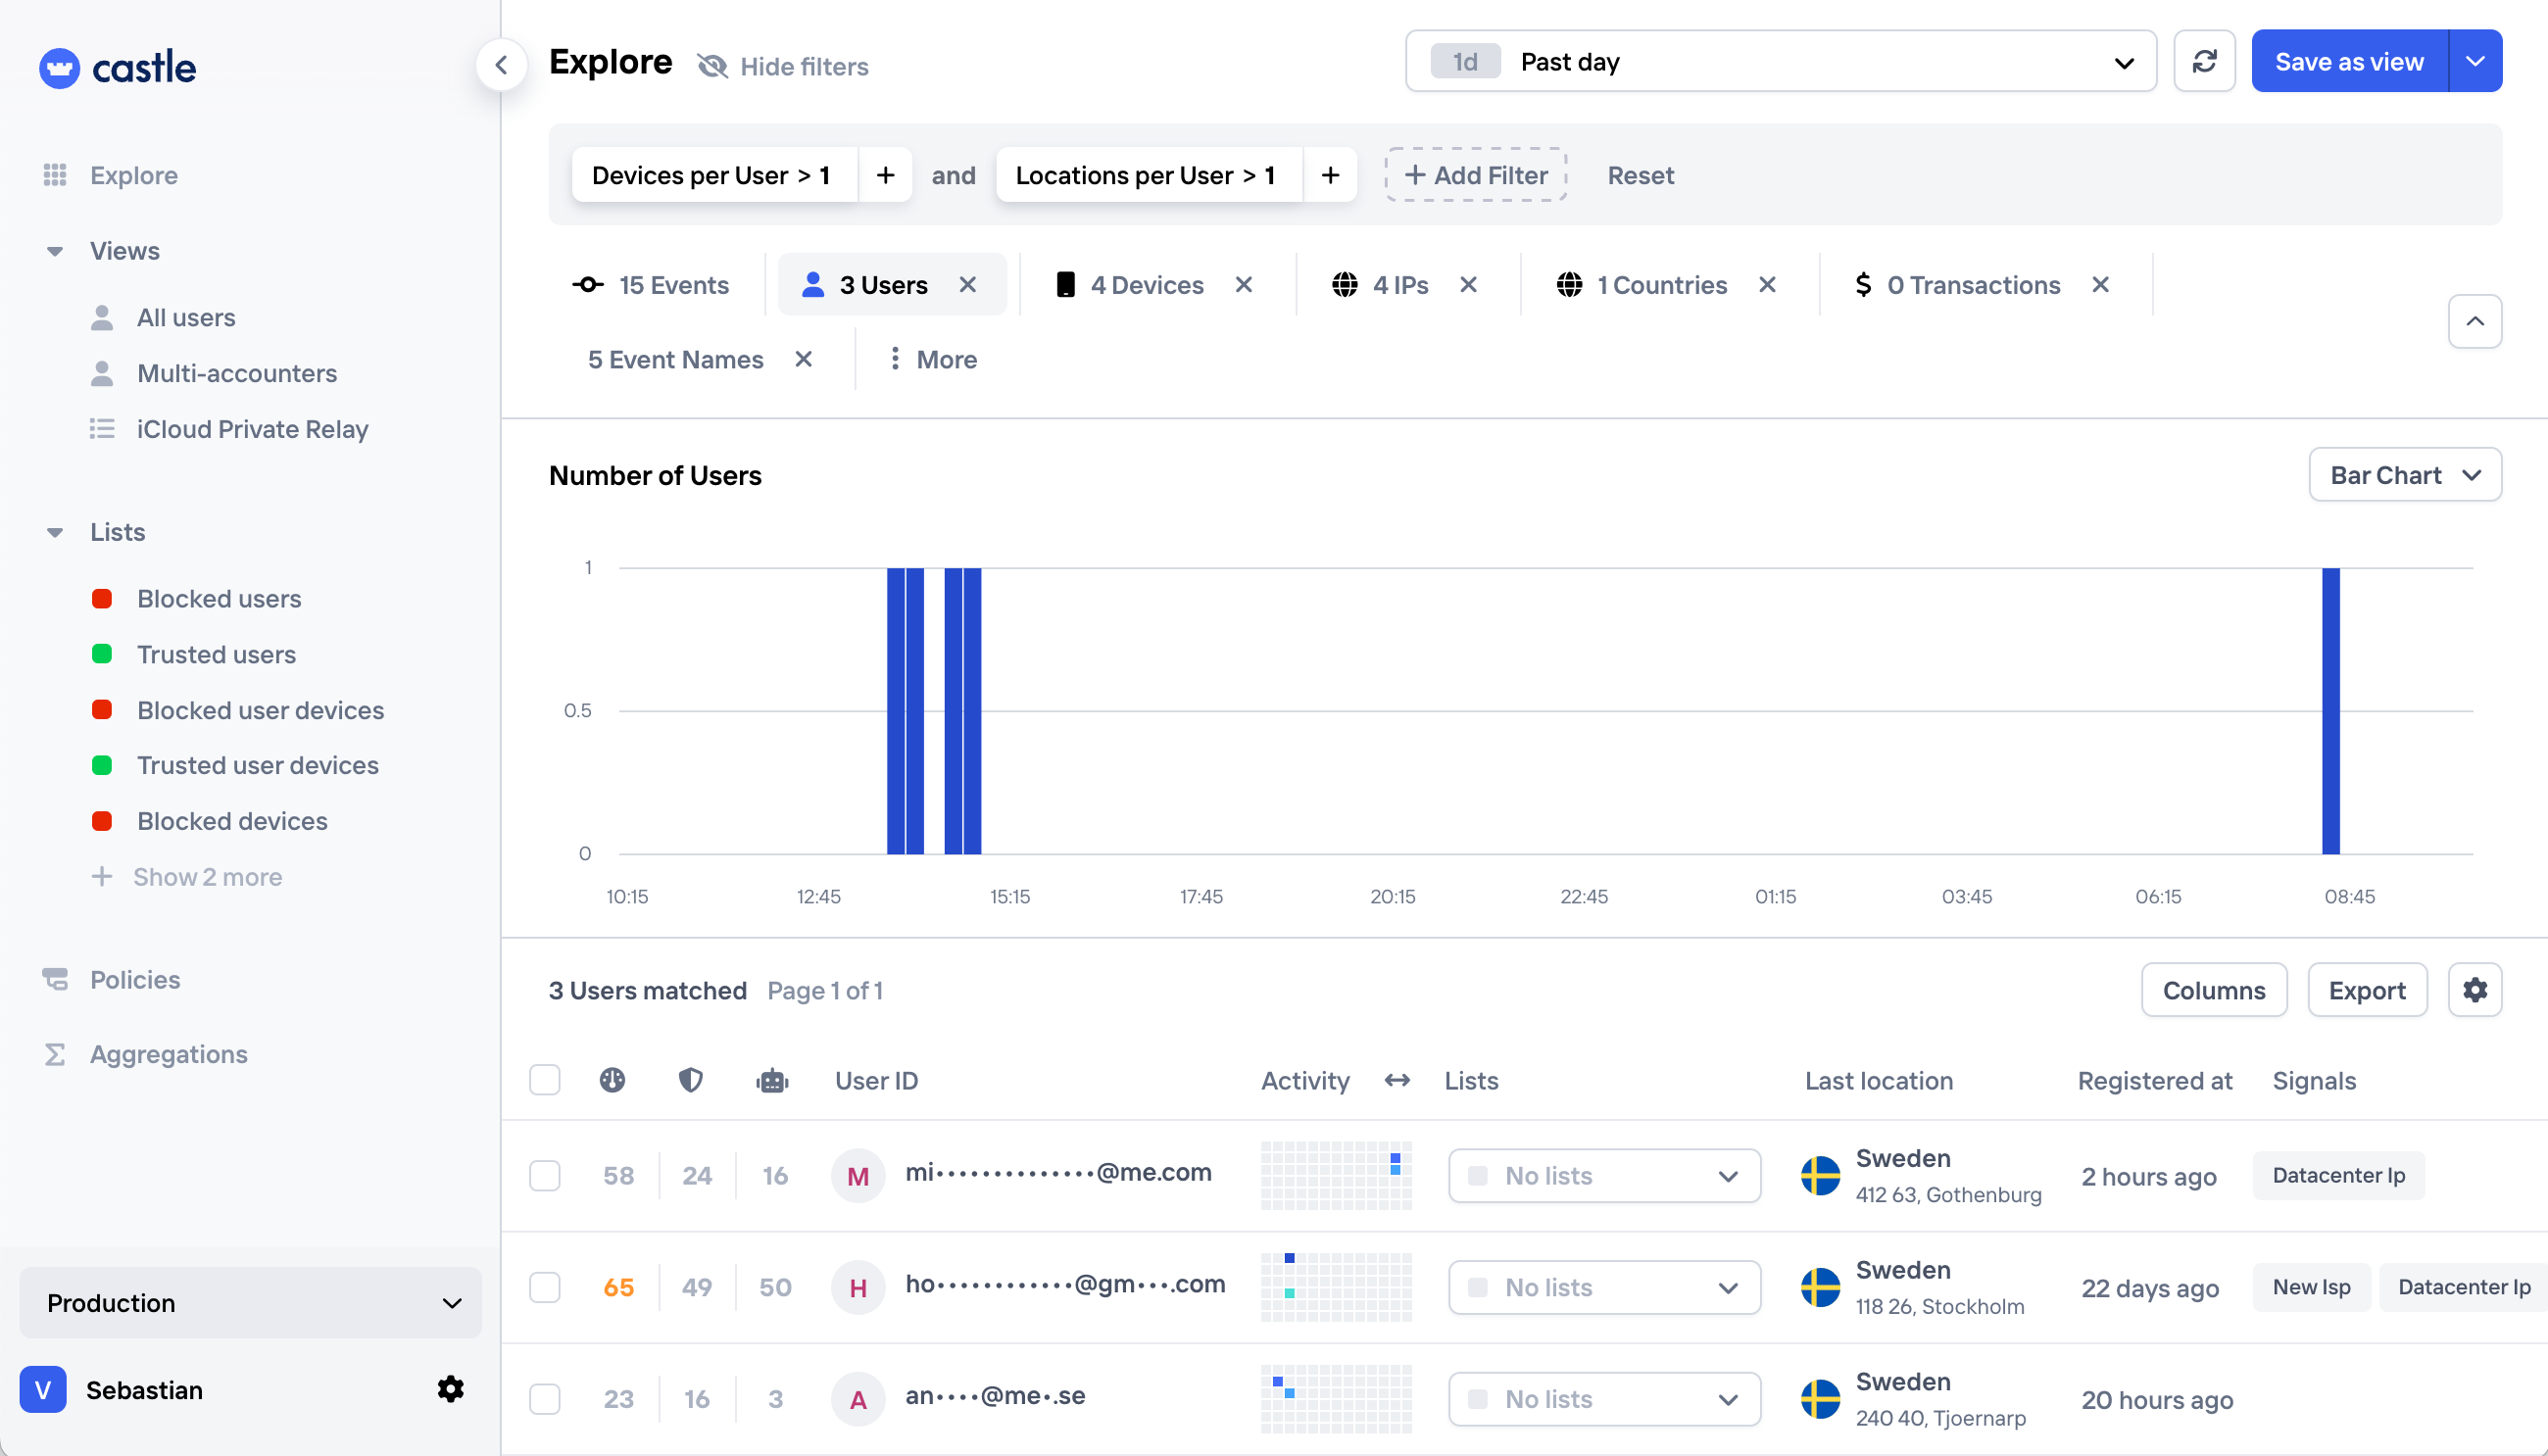 castle
Explore
Views
All users
Multi-accounters
iCloud Private Relay
Lists
Blocked users
Trusted users
Blocked user devices
Trusted user devices
Blocked devices
Show 2 more
Policies
Aggregations
Production
V Sebastian
Explore Hide filters 1d Past day Save as view
Devices per User > 1 + and Locations per User > 1 + + Add Filter Reset
15 Events 3 Users 4 Devices 4 IPs 1 Countries $ 0 Transactions
5 Event Names More
Number of Users Bar Chart
1
0.5
0
10:15 12:45 15:15 17:45 20:15 22:45 01:15 03:45 06:15 08:45
3 Users matched Page 1 of 1 Columns Export
User ID Activity Lists Last location Registered at Signals
58 24 16 M mi••••••••••••••@me.com No lists Sweden 2 hours ago Datacenter Ip
412 63, Gothenburg
65 49 50 H ho••••••••••••@gm•••.com No lists Sweden 22 days ago New Isp Datacenter Ip
118 26, Stockholm
23 16 3 A an••••@me•.se No lists Sweden 20 hours ago
240 40, Tjoernarp